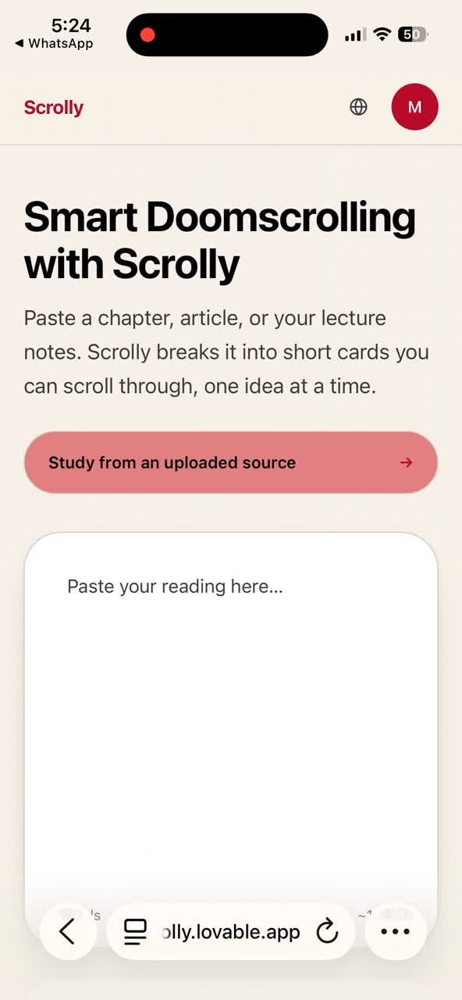 5:24
50
◀ WhatsApp
Scrolly
M
Smart Doomscrolling
with Scrolly
Paste a chapter, article, or your lecture
notes. Scrolly breaks it into short cards you
can scroll through, one idea at a time.
Study from an uploaded source →
Paste your reading here...
olly.lovable.app